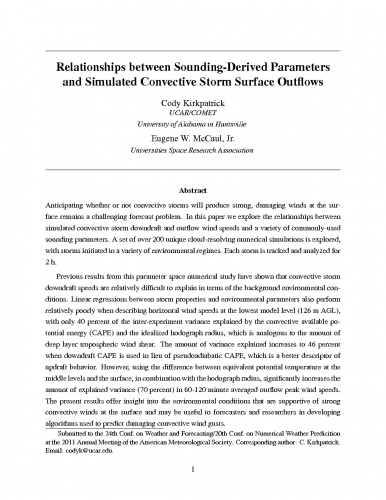 Relationships between Sounding-Derived Parameters
and Simulated Convective Storm Surface Outflows
Cody Kirkpatrick
UCAR/COMET
University of Alabama in Huntsville
Eugene W. McCaul, Jr.
Universities Space Research Association
Abstract
Anticipating whether or not convective storms will produce strong, damaging winds at the sur-
face remains a challenging forecast problem. In this paper we explore the relationships between
simulated convective storm downdraft and outflow wind speeds and a variety of commonly-used
sounding parameters. A set of over 200 unique cloud-resolving numerical simulations is explored,
with storms initiated in a variety of environmental regimes. Each storm is tracked and analyzed for
2 h.
Previous results from this parameter space numerical study have shown that convective storm
downdraft speeds are relatively difficult to explain in terms of the background environmental con-
ditions. Linear regressions between storm properties and environmental parameters also perform
relatively poorly when describing horizontal wind speeds at the lowest model level (126 m AGL),
with only 40 percent of the inter-experiment variance explained by the convective available po-
tential energy (CAPE) and the idealized hodograph radius, which is analogous to the amount of
deep layer tropospheric wind shear. The amount of variance explained increases to 46 percent
when downdraft CAPE is used in lieu of pseudoadiabatic CAPE, which is a better descriptor of
updraft behavior. However, using the difference between equivalent potential temperature at the
middle levels and the surface, in combination with the hodograph radius, significantly increases the
amount of explained variance (70 percent) in 60-120 minute averaged outflow peak wind speeds.
The present results offer insight into the environmental conditions that are supportive of strong
convective winds at the surface and may be useful to forecasters and researchers in developing
algorithms used to predict damaging convective wind gusts.
Submitted to the 24th Conf. on Weather and Forecasting/20th Conf. on Numerical Weather Predicition
at the 2011 Annual Meeting of the American Meteorological Society. Corresponding author: C. Kirkpatrick.
Email: codyk@ucar.edu.
1